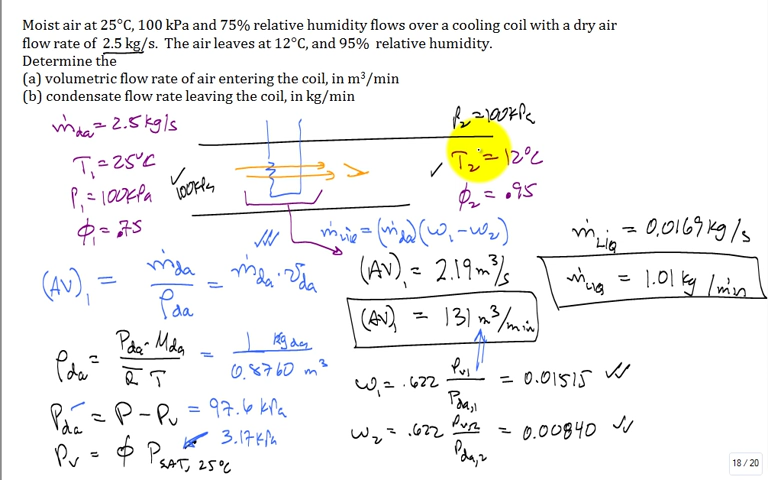 Moist air at 25°C, 100 kPa and 75% relative humidity flows over a cooling coil with a dry air
flow rate of 2.5 kg/s. The air leaves at 12°C, and 95% relative humidity.
Determine the
(a) volumetric flow rate of air entering the coil, in m³/min
(b) condensate flow rate leaving the coil, in kg/min
ṁda = 2.5 kg/s
T₁ = 25°C
P₁ = 100kPa
ϕ₁ = .75
✓100kPa
P₂ = 100kPa
✓ T₂ = 12°C
ϕ₂ = .95
ṁLiq = (ṁda)(ω₁ - ω₂)
ṁLiq = 0.0169 kg/s
ṁLiq = 1.01 kg/min
(AV)₁ = ṁda / ρda = ṁda · vda
(AV)₁ = 2.19 m³/s
(AV)₁ = 131 m³/min
ρda = Pda · Mda / R̄ T = 1 kgda / 0.8760 m³
Pda = P - Pv = 97.6 kPa
Pv = ϕ PSAT, 25°C
3.17kPa
ω₁ = .622 Pv1 / Pda,1 = 0.01515
ω₂ = .622 Pv2 / Pda,2 = 0.00840
18 / 20